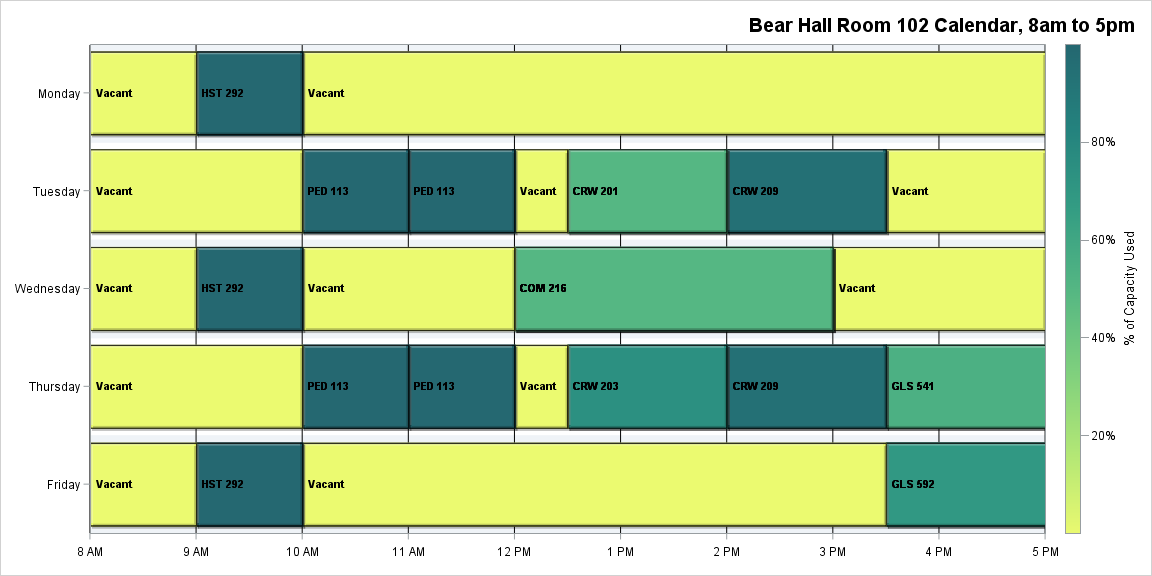 Bear Hall Room 102 Calendar, 8am to 5pm
Monday
Vacant
HST 292
Vacant
Tuesday
Vacant
PED 113
PED 113
Vacant
CRW 201
CRW 209
Vacant
Wednesday
Vacant
HST 292
Vacant
COM 216
Vacant
Thursday
Vacant
PED 113
PED 113
Vacant
CRW 203
CRW 209
GLS 541
Friday
Vacant
HST 292
Vacant
GLS 592
8 AM
9 AM
10 AM
11 AM
12 PM
1 PM
2 PM
3 PM
4 PM
5 PM
80%
60%
40%
20%
% of Capacity Used